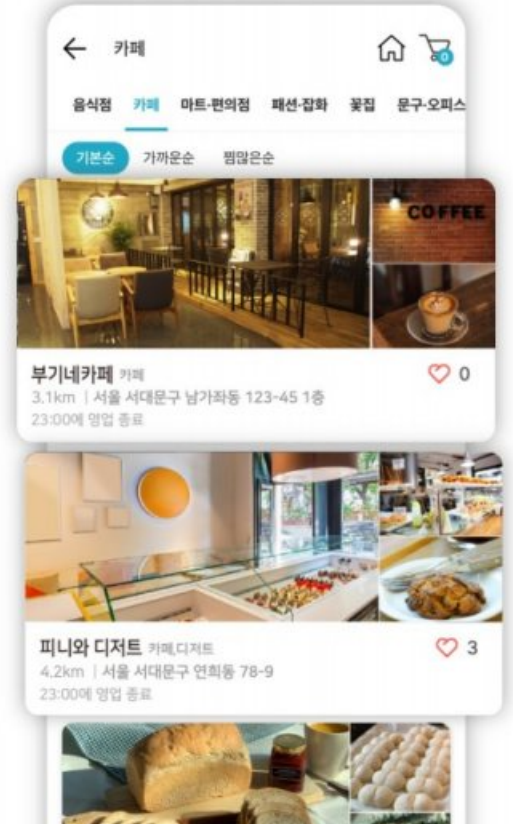 카페
0
음식점 카페 마트·편의점 패션·잡화 꽃집 문구·오피스
기본순 가까운순 찜많은순
COFFEE
부기네카페 카페 0
3.1km | 서울 서대문구 남가좌동 123-45 1층
23:00에 영업 종료
피니와 디저트 카페,디저트 3
4.2km | 서울 서대문구 연희동 78-9
23:00에 영업 종료